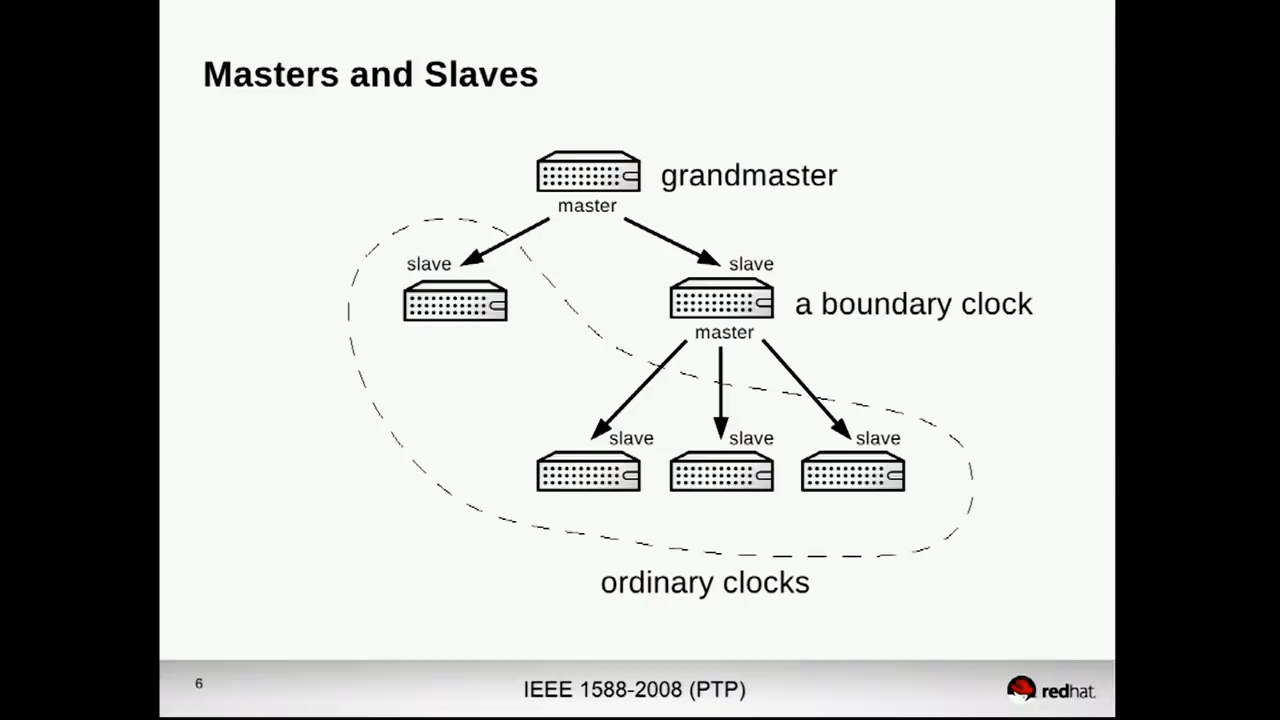 Masters and Slaves
grandmaster
master
slave
slave
a boundary clock
master
slave
slave
slave
ordinary clocks
6
IEEE 1588-2008 (PTP)
redhat.